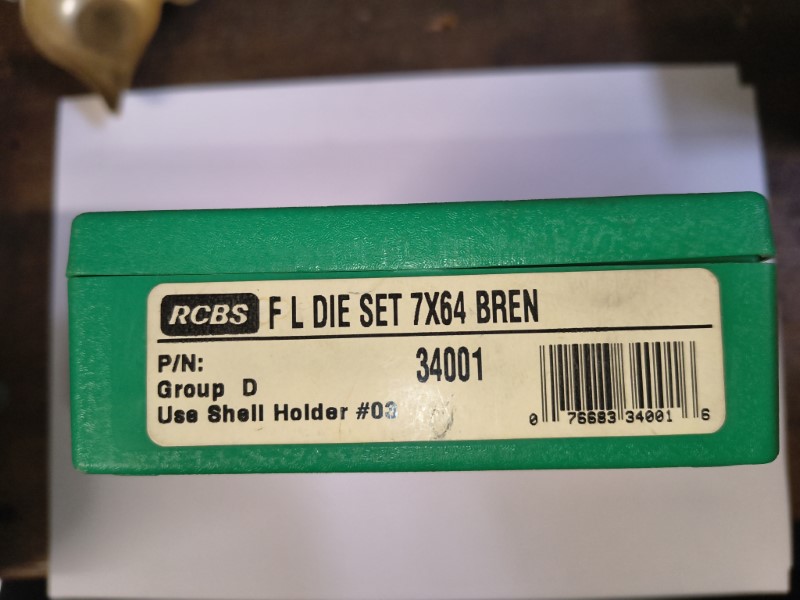 RCBS F L DIE SET 7X64 BREN
P/N: 34001
Group D
Use Shell Holder #03
0 76683 34001 6